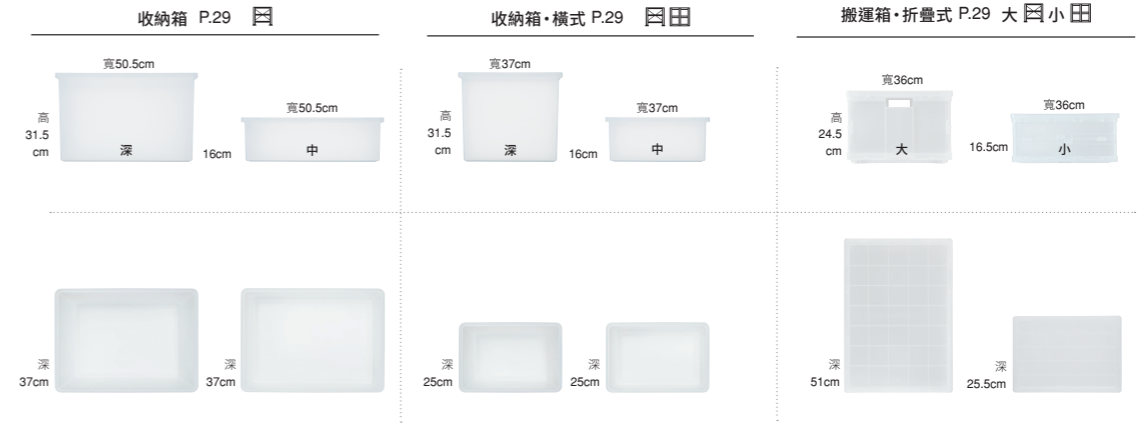 收納箱 P.29
收納箱•橫式 P.29
搬運箱•折疊式 P.29 大 小
寬50.5cm
高
31.5
cm
深
寬50.5cm
16cm
中
寬37cm
高
31.5
cm
深
寬37cm
16cm
中
寬36cm
高
24.5
cm
大
寬36cm
16.5cm
小
深
37cm
深
37cm
深
25cm
深
25cm
深
51cm
深
25.5cm